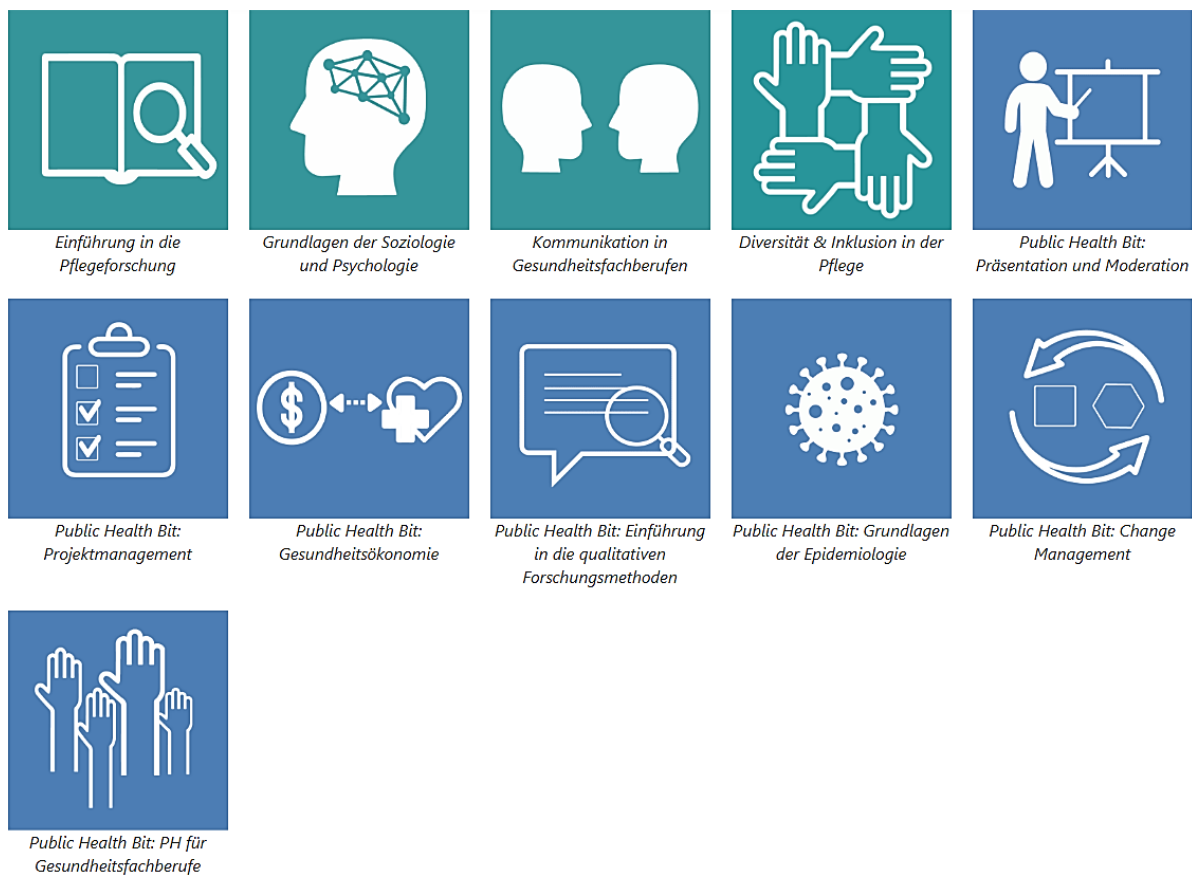 Einführung in die
Pflegeforschung
Grundlagen der Soziologie
und Psychologie
Kommunikation in
Gesundheitsfachberufen
Diversität & Inklusion in der
Pflege
Public Health Bit:
Präsentation und Moderation
Public Health Bit:
Projektmanagement
$
Public Health Bit:
Gesundheitsökonomie
Public Health Bit: Einführung
in die qualitativen
Forschungsmethoden
Public Health Bit: Grundlagen
der Epidemiologie
Public Health Bit: Change
Management
Public Health Bit: PH für
Gesundheitsfachberufe